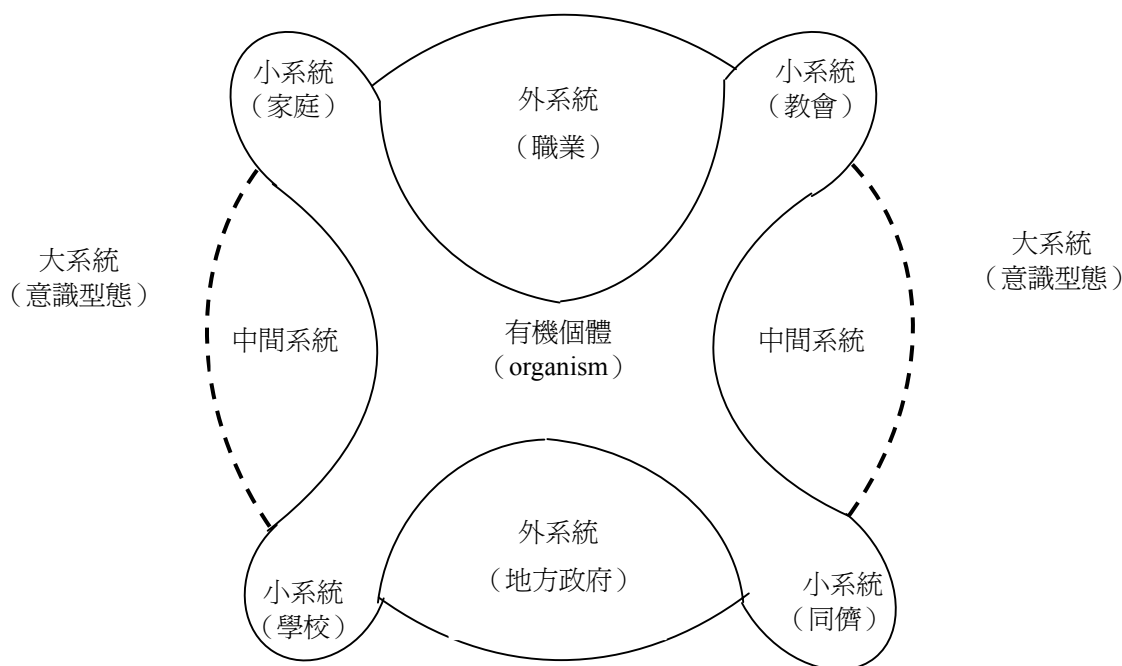 小系統
（家庭）
外系統
（職業）
小系統
（教會）
大系統
（意識型態）
中間系統
有機個體
（organism）
中間系統
大系統
（意識型態）
小系統
（學校）
外系統
（地方政府）
小系統
（同儕）